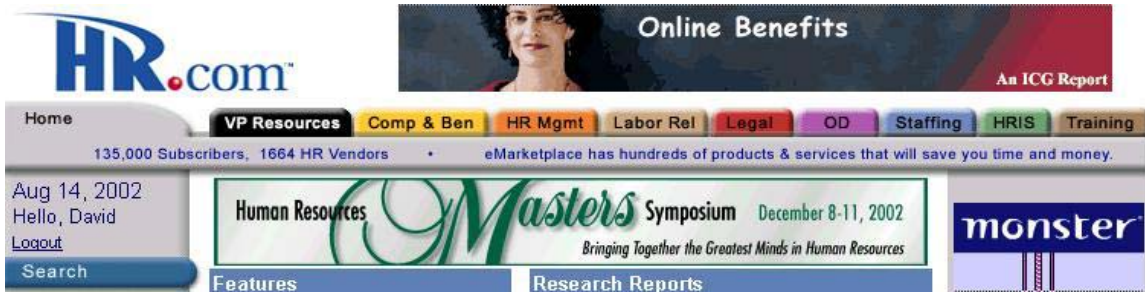 HR.com™
Online Benefits
An ICG Report
Home
VP Resources Comp & Ben HR Mgmt Labor Rel Legal OD Staffing HRIS Training
135,000 Subscribers, 1664 HR Vendors • eMarketplace has hundreds of products & services that will save you time and money.
Aug 14, 2002
Hello, David
Logout
Search
Human Resources Masters Symposium December 8-11, 2002
Bringing Together the Greatest Minds in Human Resources
monster
Features
Research Reports